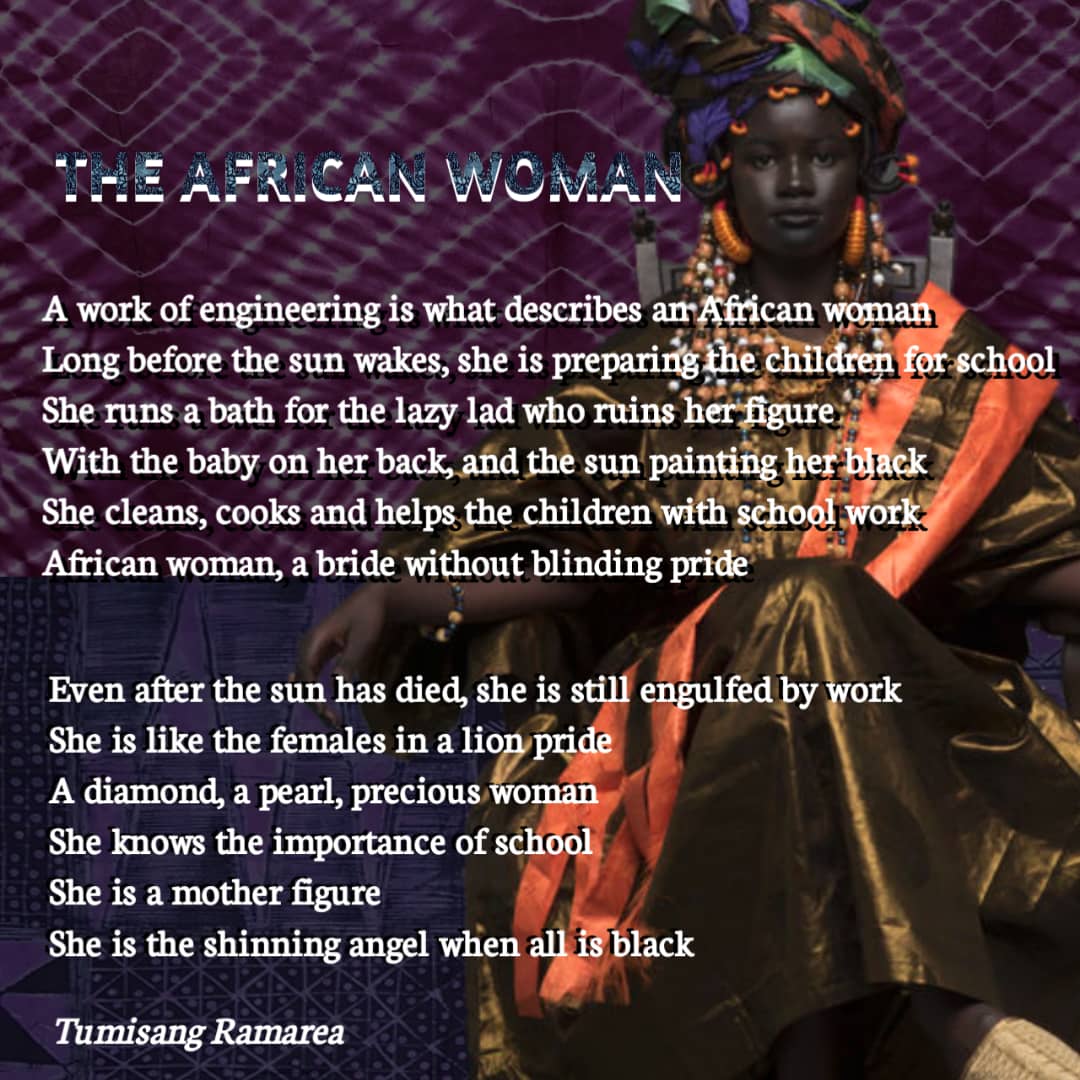 THE AFRICAN WOMAN
A work of engineering is what describes an African woman
Long before the sun wakes, she is preparing the children for school
She runs a bath for the lazy lad who ruins her figure.
With the baby on her back, and the sun painting her black
She cleans, cooks and helps the children with school work
African woman, a bride without blinding pride
Even after the sun has died, she is still engulfed by work
She is like the females in a lion pride
A diamond, a pearl, precious woman
She knows the importance of school
She is a mother figure
She is the shinning angel when all is black
Tumisang Ramarea